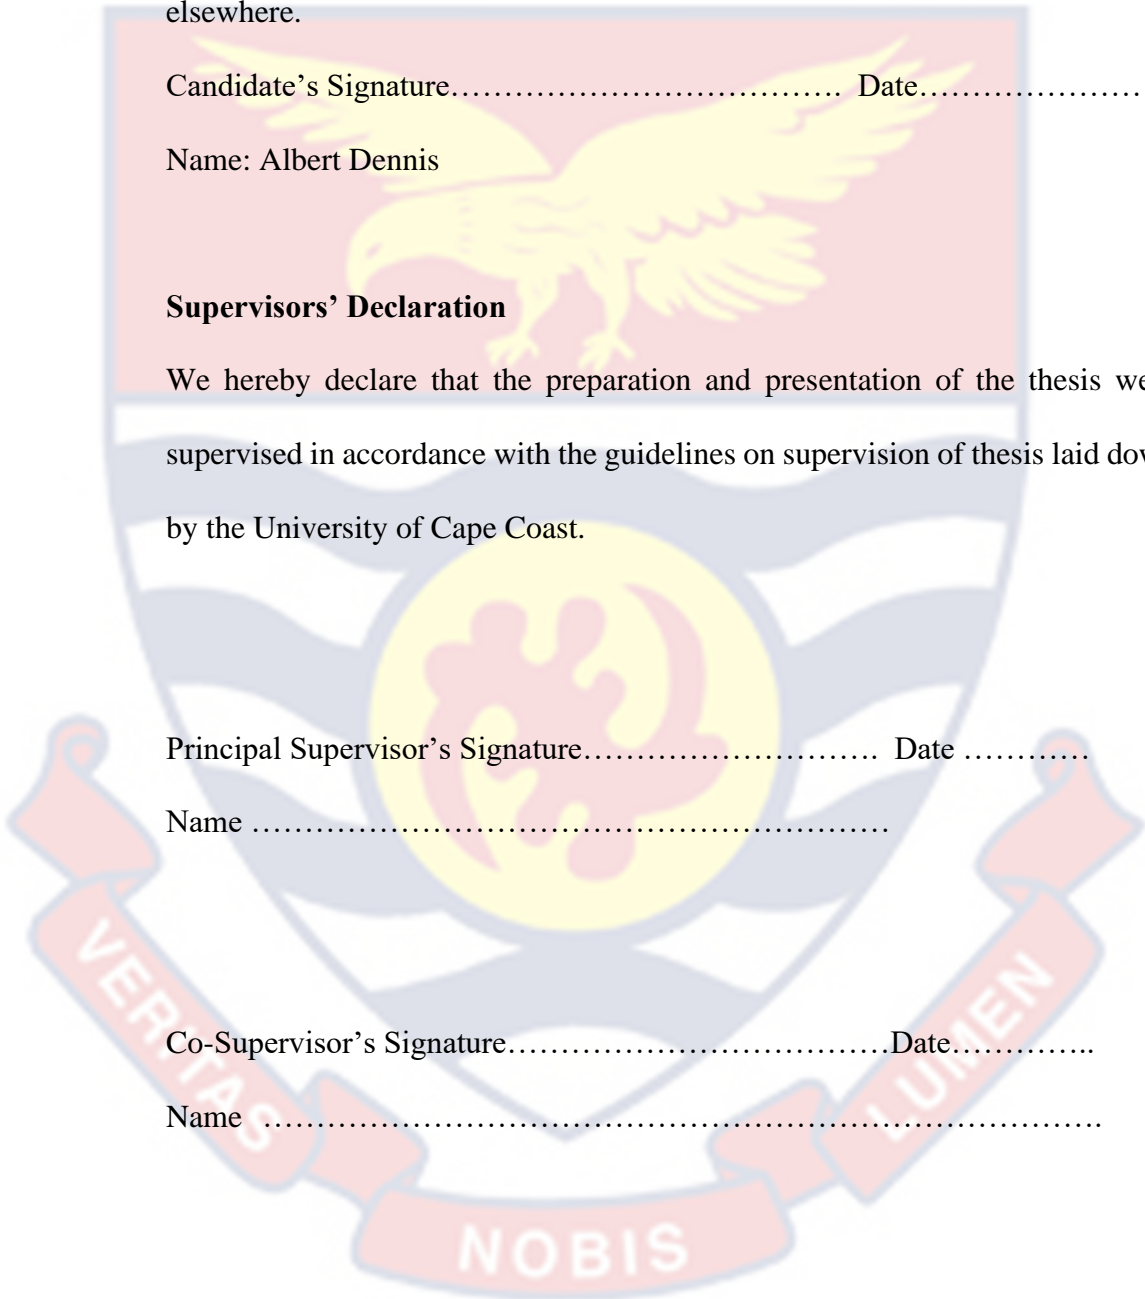 elsewhere.
Candidate’s Signature………………………………. Date…………………
Name: Albert Dennis
Supervisors’ Declaration
We hereby declare that the preparation and presentation of the thesis we
supervised in accordance with the guidelines on supervision of thesis laid dov
by the University of Cape Coast.
Principal Supervisor’s Signature………………………. Date …………
Name ……………………………………………………
Co-Supervisor’s Signature………………………………Date…………..
Name …………………………………………………………………….
VERITAS
NOBIS
LUMEN